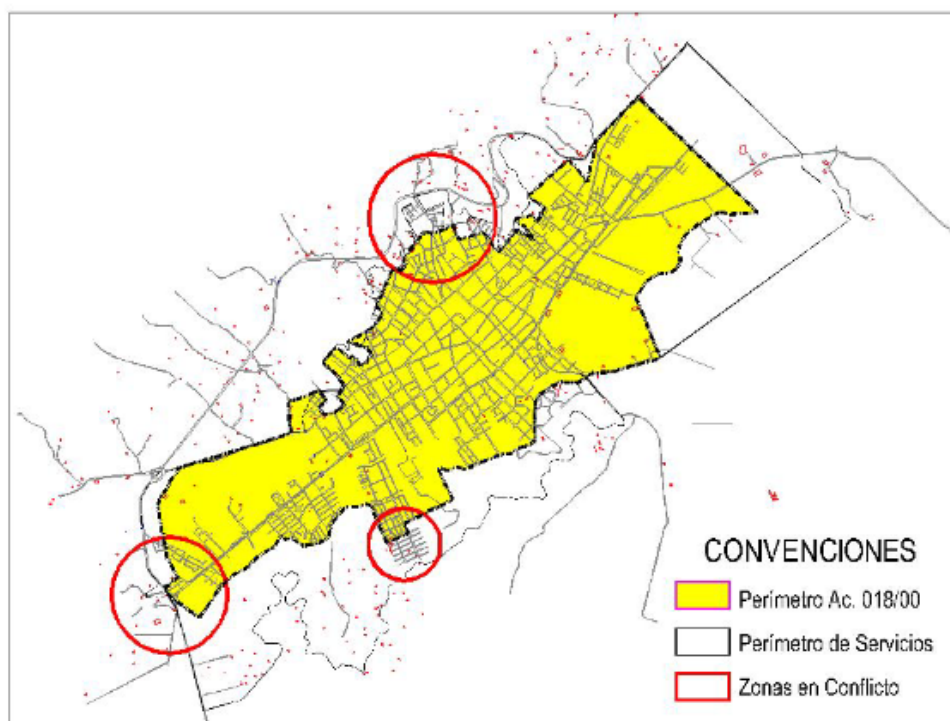 CONVENCIONES
Perímetro Ac. 018/00
Perímetro de Servicios
Zonas en Conflicto